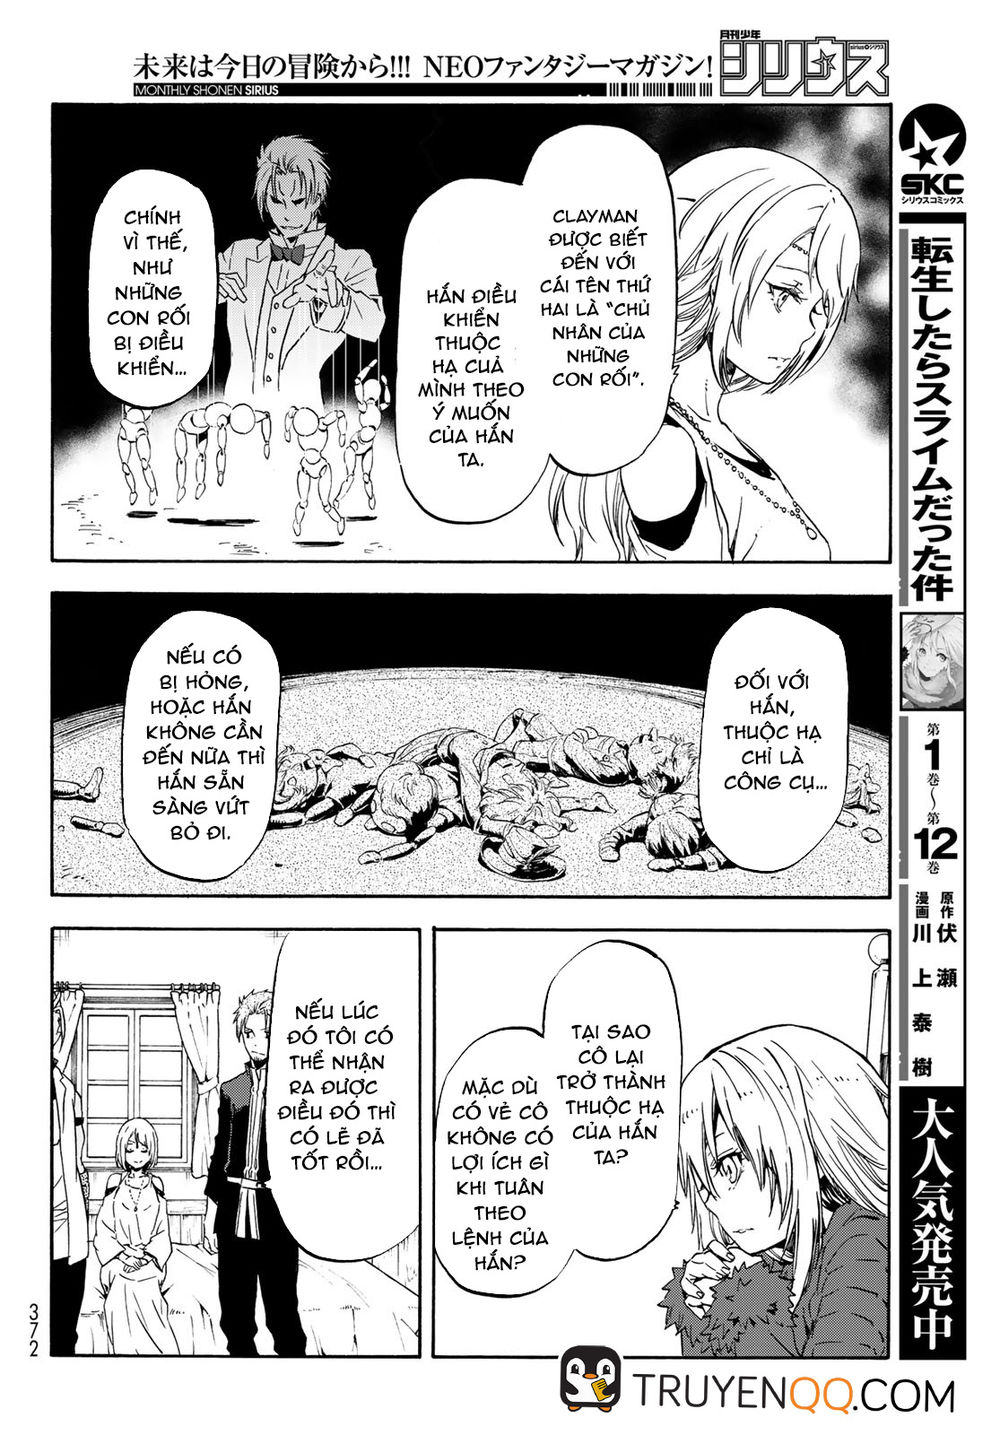 未来は今日の冒険から!!! NEOファンタジーマガジン!
月刊少年
シリウス
MONTHLY SHONEN SIRIUS
CLAYMAN
ĐƯỢC BIẾT
ĐẾN VỚI
CÁI TÊN THỨ
HAI LÀ “CHỦ
NHÂN CỦA
NHỮNG
CON RỐI”.
HẮN ĐIỀU
KHIỂN
THUỘC
HẠ CUẢ
MÌNH THEO
Ý MUỐN
CỦA HẮN
TA.
CHÍNH
VÌ THẾ,
NHƯ
NHỮNG
CON RỐI
BỊ ĐIỀU
KHIỂN...
ĐỐI VỚI
HẮN,
THUỘC HẠ
CHỈ LÀ
CÔNG CỤ...
NẾU CÓ
BỊ HỎNG,
HOẶC HẮN
KHÔNG CẦN
ĐẾN NỮA THÌ
HẮN SẴN
SÀNG VỨT
BỎ ĐI.
TẠI SAO
CÔ LẠI
TRỞ THÀNH
THUỘC HẠ
CỦA HẮN
TA?
MẶC DÙ
CÓ VẺ CÔ
KHÔNG CÓ
LỢI ÍCH GÌ
KHI TUÂN
THEO
LỆNH CỦA
HẮN?
NẾU LÚC
ĐÓ TÔI CÓ
THỂ NHẬN
RA ĐƯỢC
ĐIỀU ĐÓ THÌ
CÓ LẼ ĐÃ
TỐT RỒI...
SKC
シリウスコミックス
転生したらスライムだった件
第1巻〜第12巻
原作 伏瀬
漫画 川上泰樹
大人気発売中
372
TRUYENQQ.COM